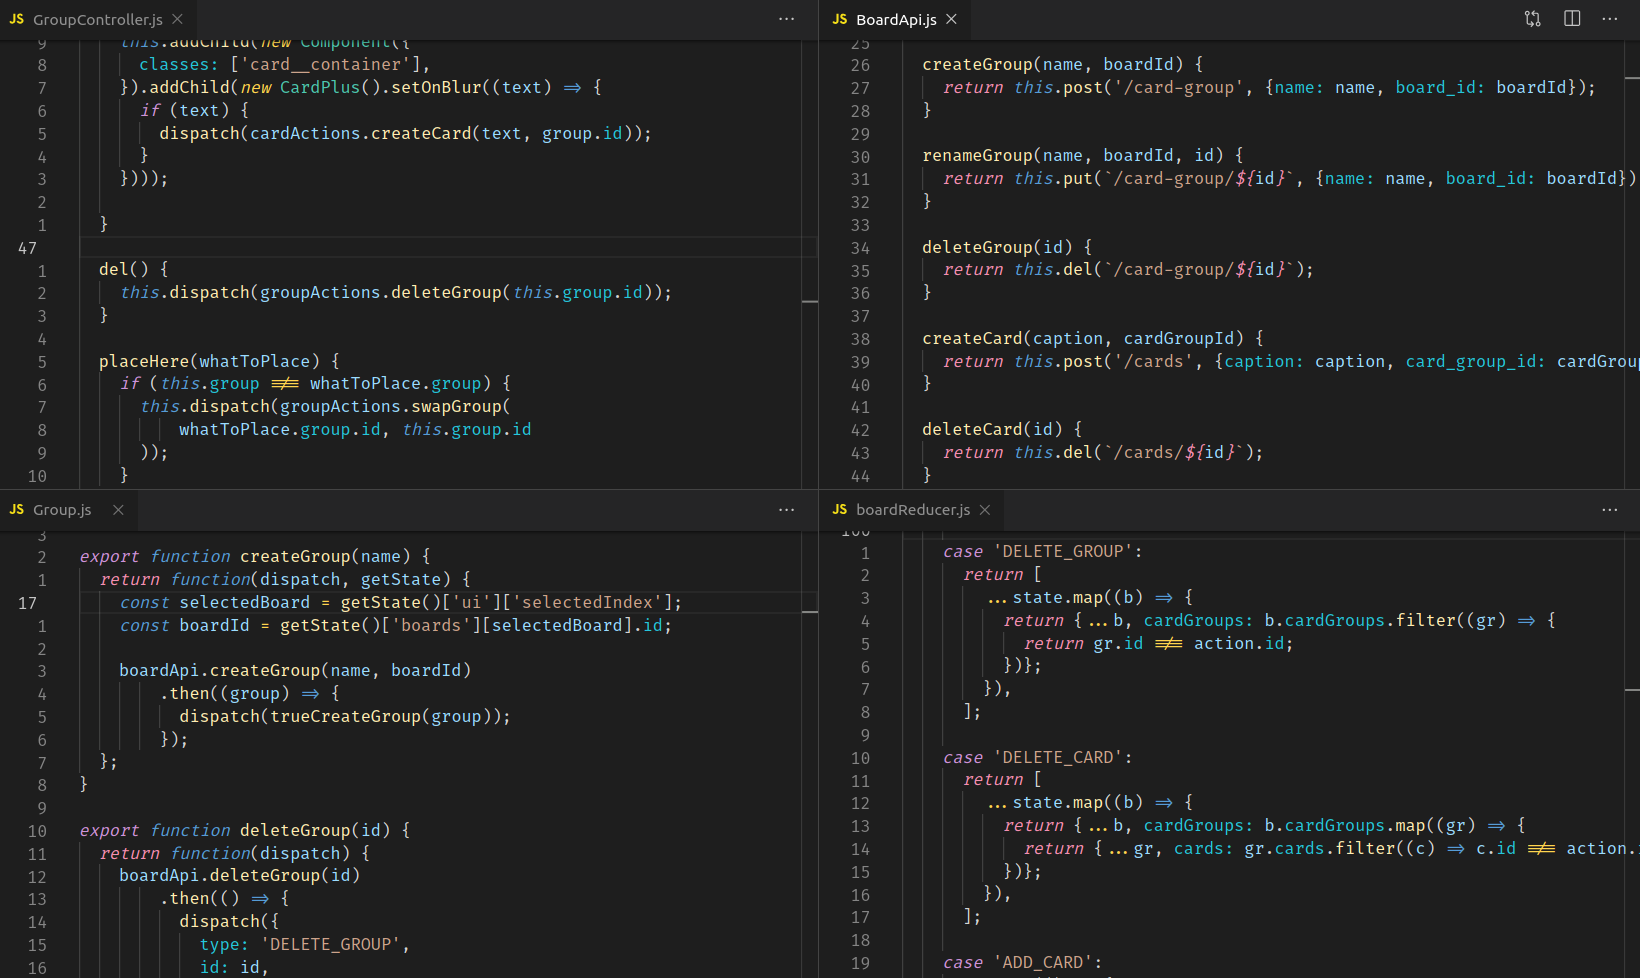 JS GroupController.js ×
9 this.addChild(new Component({
8 classes: ['card__container'],
7 }).addChild(new CardPlus().setOnBlur((text) => {
6 if (text) {
5 dispatch(cardActions.createCard(text, group.id));
4 }
3 })));
2
1 }
47
1 del() {
2 this.dispatch(groupActions.deleteGroup(this.group.id));
3 }
4
5 placeHere(whatToPlace) {
6 if (this.group !== whatToPlace.group) {
7 this.dispatch(groupActions.swapGroup(
8 whatToPlace.group.id, this.group.id
9 ));
10 }
JS BoardApi.js ×
25
26 createGroup(name, boardId) {
27 return this.post('/card-group', {name: name, board_id: boardId});
28 }
29
30 renameGroup(name, boardId, id) {
31 return this.put(`/card-group/${id}`, {name: name, board_id: boardId})
32 }
33
34 deleteGroup(id) {
35 return this.del(`/card-group/${id}`);
36 }
37
38 createCard(caption, cardGroupId) {
39 return this.post('/cards', {caption: caption, card_group_id: cardGrou
40 }
41
42 deleteCard(id) {
43 return this.del(`/cards/${id}`);
44 }
JS Group.js ×
3
2 export function createGroup(name) {
1 return function(dispatch, getState) {
17 const selectedBoard = getState()['ui']['selectedIndex'];
1 const boardId = getState()['boards'][selectedBoard].id;
2
3 boardApi.createGroup(name, boardId)
4 .then((group) => {
5 dispatch(trueCreateGroup(group));
6 });
7 };
8 }
9
10 export function deleteGroup(id) {
11 return function(dispatch) {
12 boardApi.deleteGroup(id)
13 .then(() => {
14 dispatch({
15 type: 'DELETE_GROUP',
16 id: id,
JS boardReducer.js ×
1 case 'DELETE_GROUP':
2 return [
3 ...state.map((b) => {
4 return {...b, cardGroups: b.cardGroups.filter((gr) => {
5 return gr.id !== action.id;
6 })};
7 }),
8 ];
9
10 case 'DELETE_CARD':
11 return [
12 ...state.map((b) => {
13 return {...b, cardGroups: b.cardGroups.map((gr) => {
14 return {...gr, cards: gr.cards.filter((c) => c.id !== action.
15 })};
16 }),
17 ];
18
19 case 'ADD_CARD':